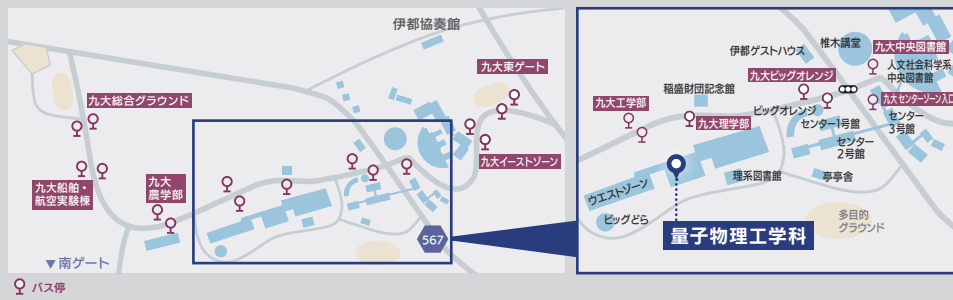 伊都協奏館
九大東ゲート
九大総合グラウンド
九大イーストゾーン
九大船舶・
航空実験棟
九大
農学部
567
▼南ゲート
バス停
椎木講堂
伊都ゲストハウス
九大中央図書館
人文社会科学系
中央図書館
九大ビッグオレンジ
稲盛財団記念館
九大センターゾーン入口
九大工学部
ビッグオレンジ
九大理学部
センター1号館
センター
3号館
センター
2号館
理系図書館
亭亭舎
ウエストゾーン
ビッグどら
多目的
グラウンド
量子物理工学科